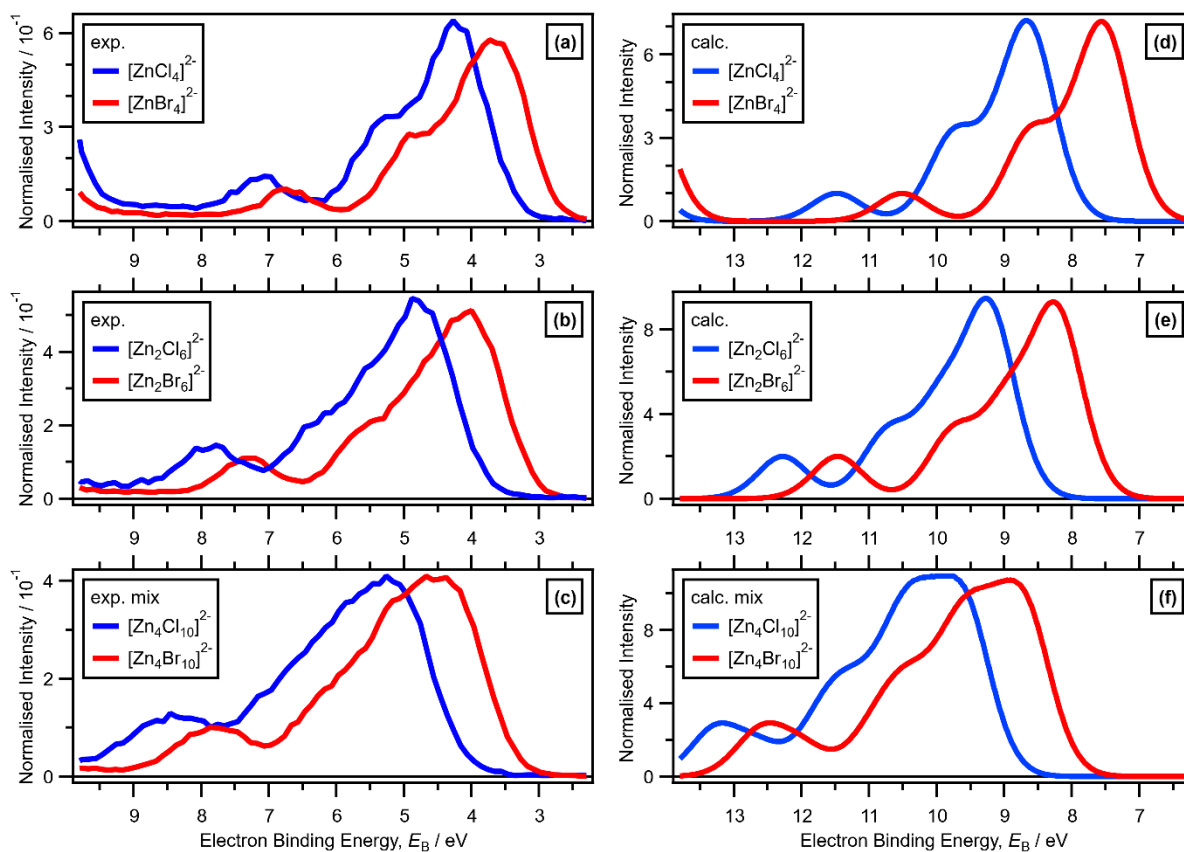 Normalised Intensity / 10⁻¹
6
3
0
exp.
[ZnCl₄]²⁻
[ZnBr₄]²⁻
(a)
9 8 7 6 5 4 3
Normalised Intensity
7
3
0
calc.
[ZnCl₄]²⁻
[ZnBr₄]²⁻
(d)
13 12 11 10 9 8 7
Normalised Intensity / 10⁻¹
4
2
0
exp.
[Zn₂Cl₆]²⁻
[Zn₂Br₆]²⁻
(b)
9 8 7 6 5 4 3
Normalised Intensity
8
4
0
calc.
[Zn₂Cl₆]²⁻
[Zn₂Br₆]²⁻
(e)
13 12 11 10 9 8 7
Normalised Intensity / 10⁻¹
4
2
0
exp. mix
[Zn₄Cl₁₀]²⁻
[Zn₄Br₁₀]²⁻
(c)
9 8 7 6 5 4 3
Electron Binding Energy, E_B / eV
Normalised Intensity
8
4
0
calc. mix
[Zn₄Cl₁₀]²⁻
[Zn₄Br₁₀]²⁻
(f)
13 12 11 10 9 8 7
Electron Binding Energy, E_B / eV